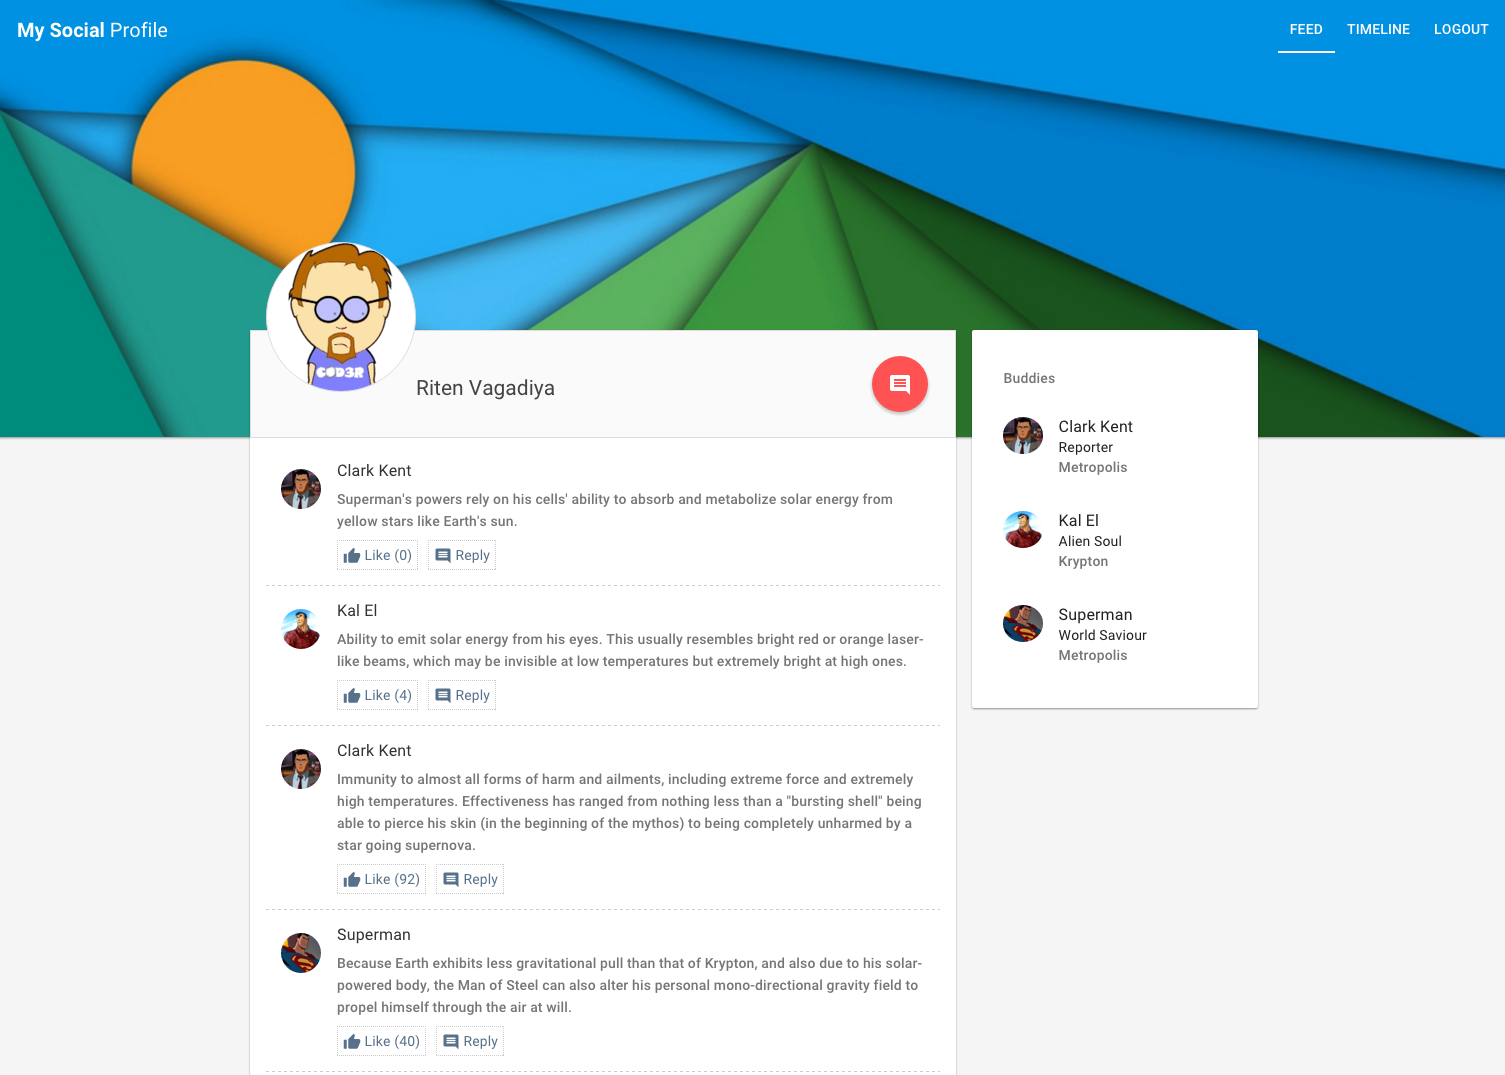 My Social Profile
FEED TIMELINE LOGOUT
COD3R
Riten Vagadiya
Clark Kent
Superman's powers rely on his cells' ability to absorb and metabolize solar energy from
yellow stars like Earth's sun.
Like (0) Reply
Kal El
Ability to emit solar energy from his eyes. This usually resembles bright red or orange laser-
like beams, which may be invisible at low temperatures but extremely bright at high ones.
Like (4) Reply
Clark Kent
Immunity to almost all forms of harm and ailments, including extreme force and extremely
high temperatures. Effectiveness has ranged from nothing less than a "bursting shell" being
able to pierce his skin (in the beginning of the mythos) to being completely unharmed by a
star going supernova.
Like (92) Reply
Superman
Because Earth exhibits less gravitational pull than that of Krypton, and also due to his solar-
powered body, the Man of Steel can also alter his personal mono-directional gravity field to
propel himself through the air at will.
Like (40) Reply
Buddies
Clark Kent
Reporter
Metropolis
Kal El
Alien Soul
Krypton
Superman
World Saviour
Metropolis